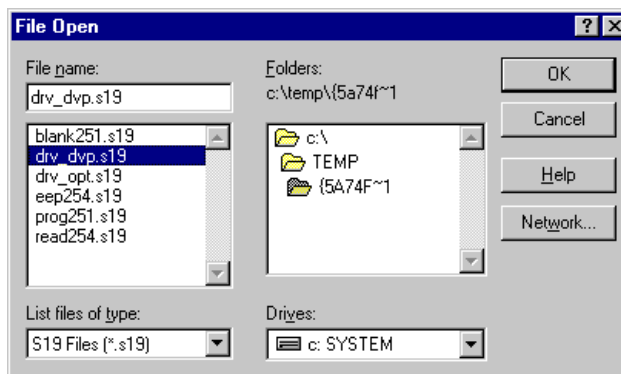 File Open
File name:
drv_dvp.s19
blank251.s19
drv_dvp.s19
drv_opt.s19
eep254.s19
prog251.s19
read254.s19
List files of type:
S19 Files (*.s19)
Folders:
c:\temp\{5a74f~1
c:\
TEMP
{5A74F~1
Drives:
c: SYSTEM
OK
Cancel
Help
Network...